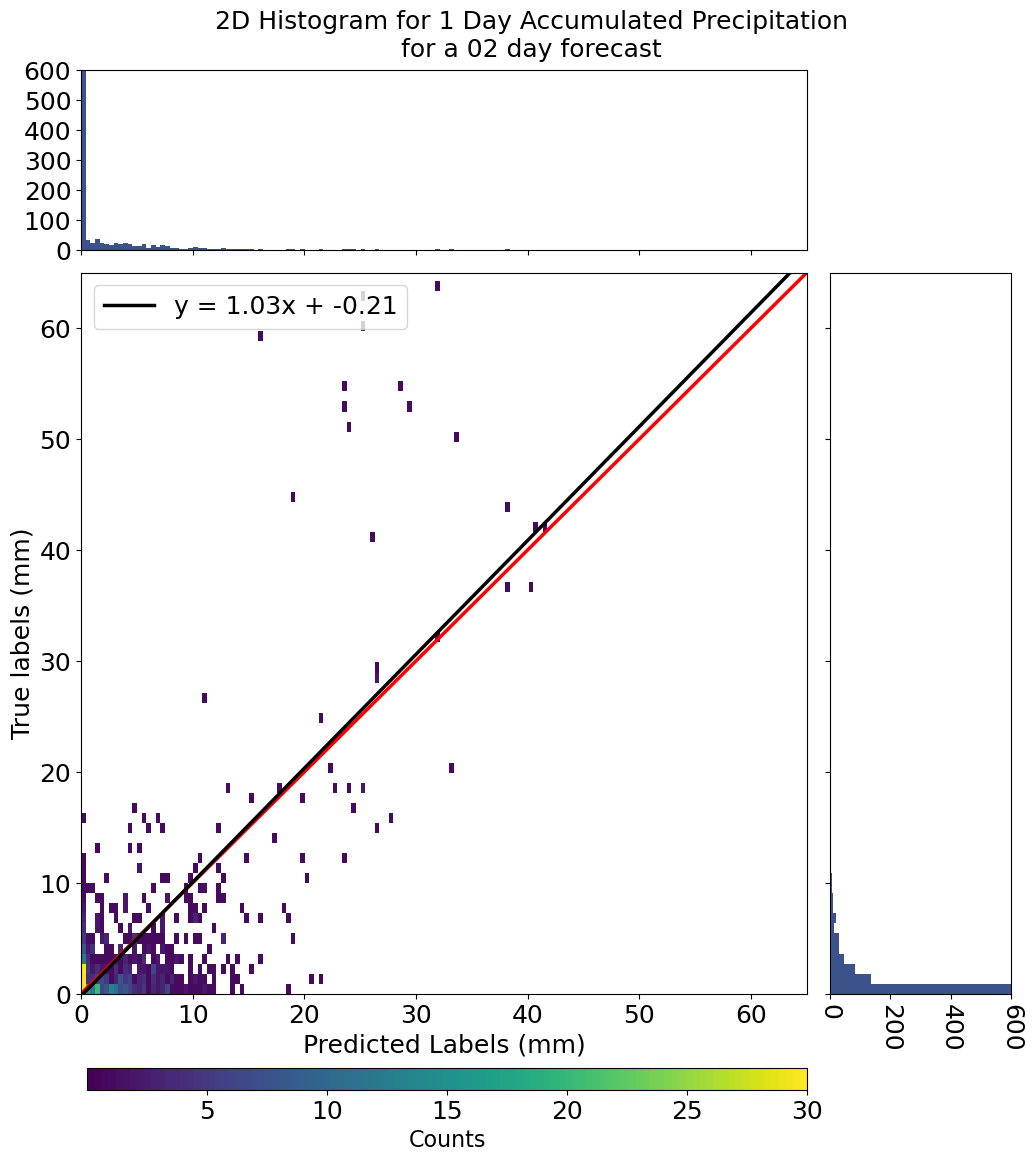 2D Histogram for 1 Day Accumulated Precipitation
for a 02 day forecast
600
500
400
300
200
100
0
y = 1.03x + -0.21
60
50
40
30
20
10
0
True labels (mm)
0 10 20 30 40 50 60
Predicted Labels (mm)
0 200 400 600
5 10 15 20 25 30
Counts